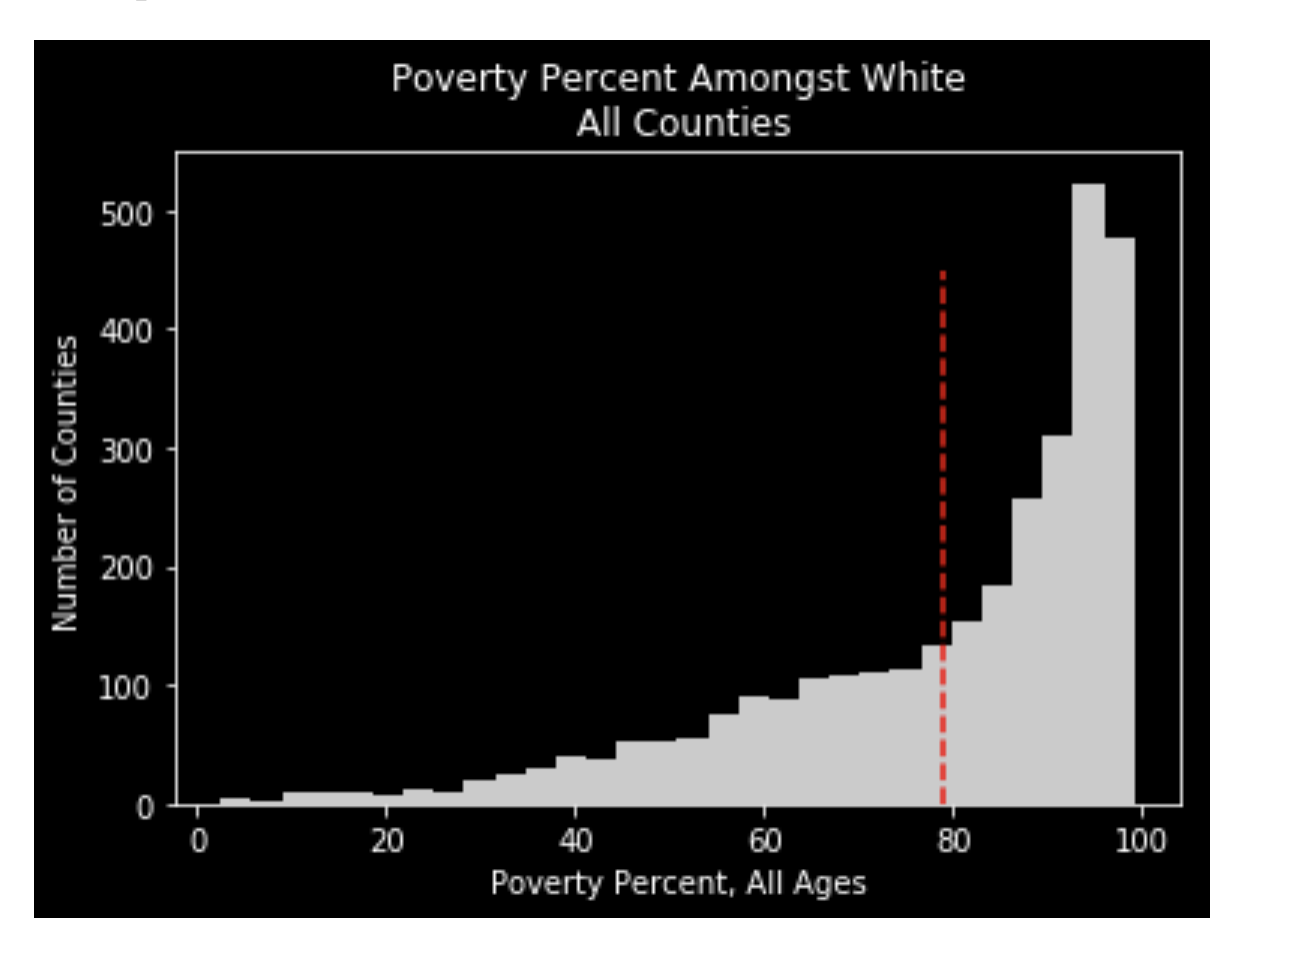 Poverty Percent Amongst White
All Counties
500
400
300
200
100
0
Number of Counties
0 20 40 60 80 100
Poverty Percent, All Ages